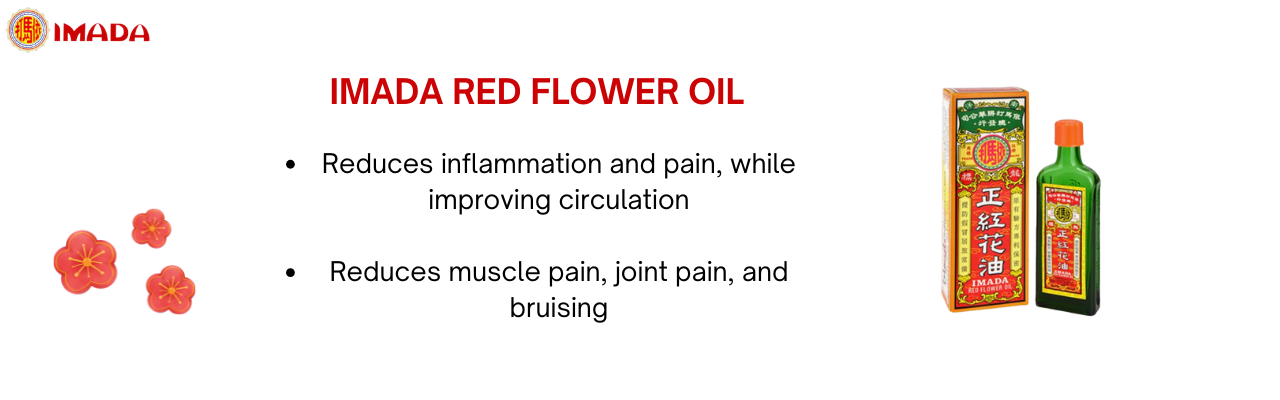 IMADA
IMADA RED FLOWER OIL
• Reduces inflammation and pain, while
improving circulation
• Reduces muscle pain, joint pain, and
bruising
正紅花油
IMADA
RED FLOWER OIL
正紅花油